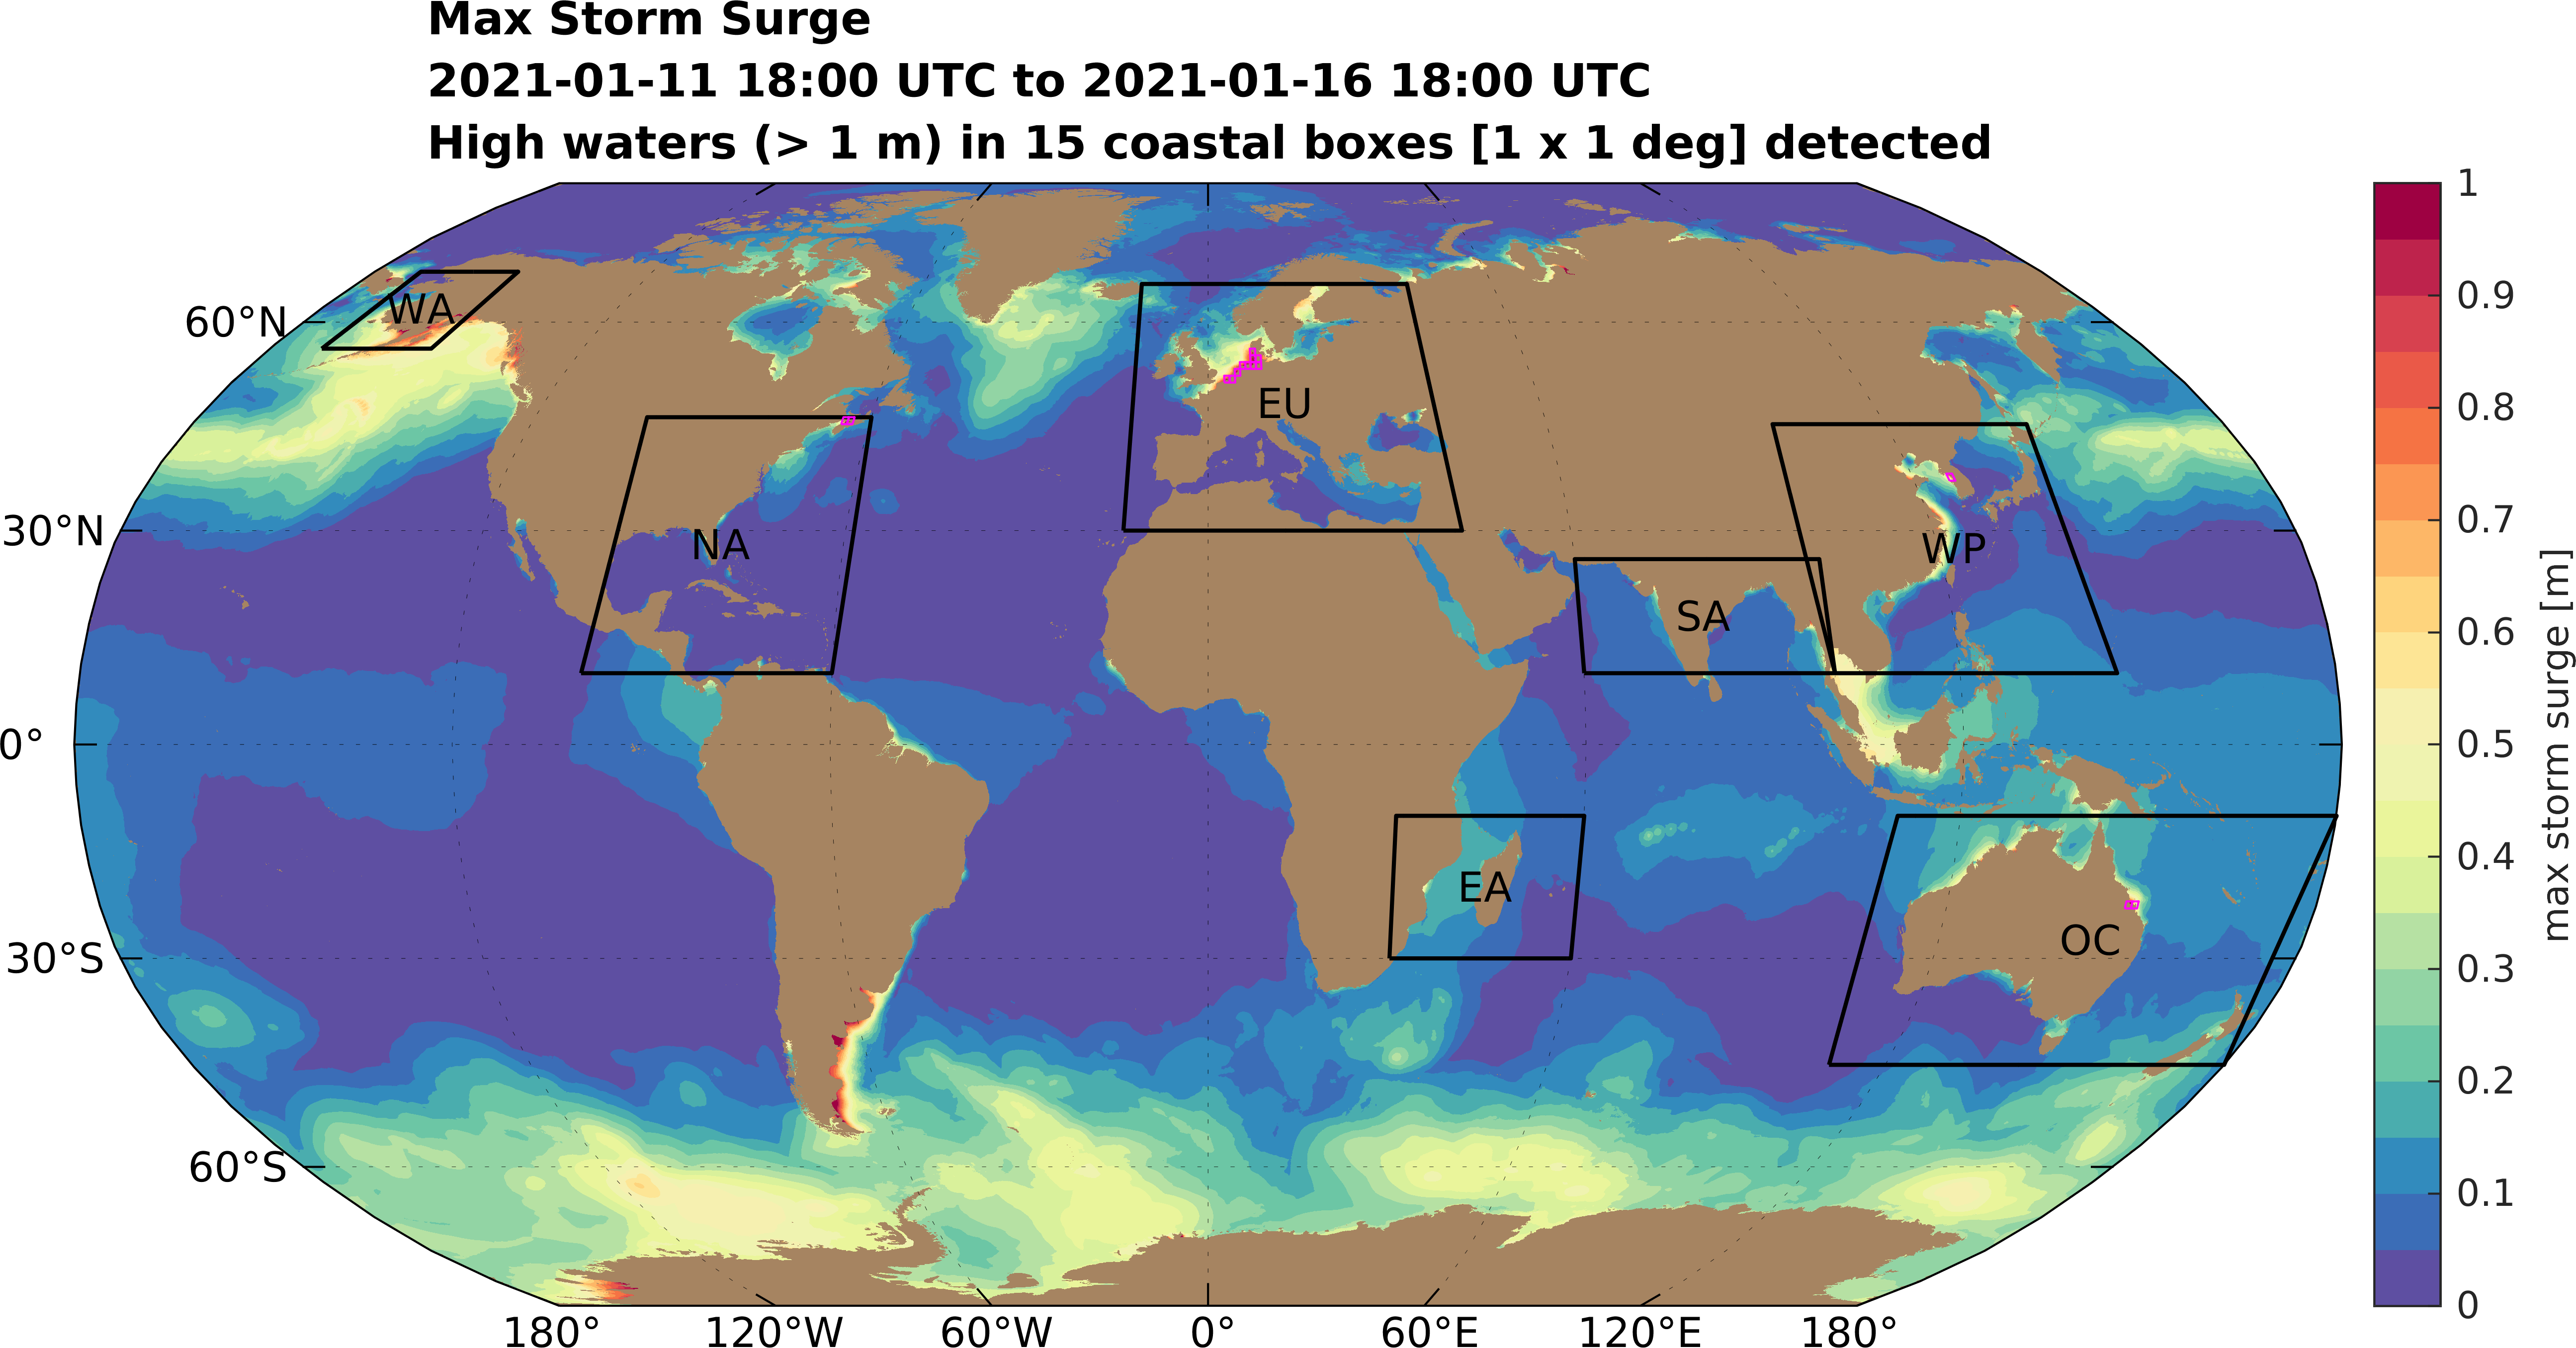 Max Storm Surge
2021-01-11 18:00 UTC to 2021-01-16 18:00 UTC
High waters (> 1 m) in 15 coastal boxes [1 x 1 deg] detected
60°N
30°N
0°
30°S
60°S
WA
NA
EU
SA
WP
EA
OC
180°
120°W
60°W
0°
60°E
120°E
180°
1
0.9
0.8
0.7
0.6
0.5
0.4
0.3
0.2
0.1
0
max storm surge [m]